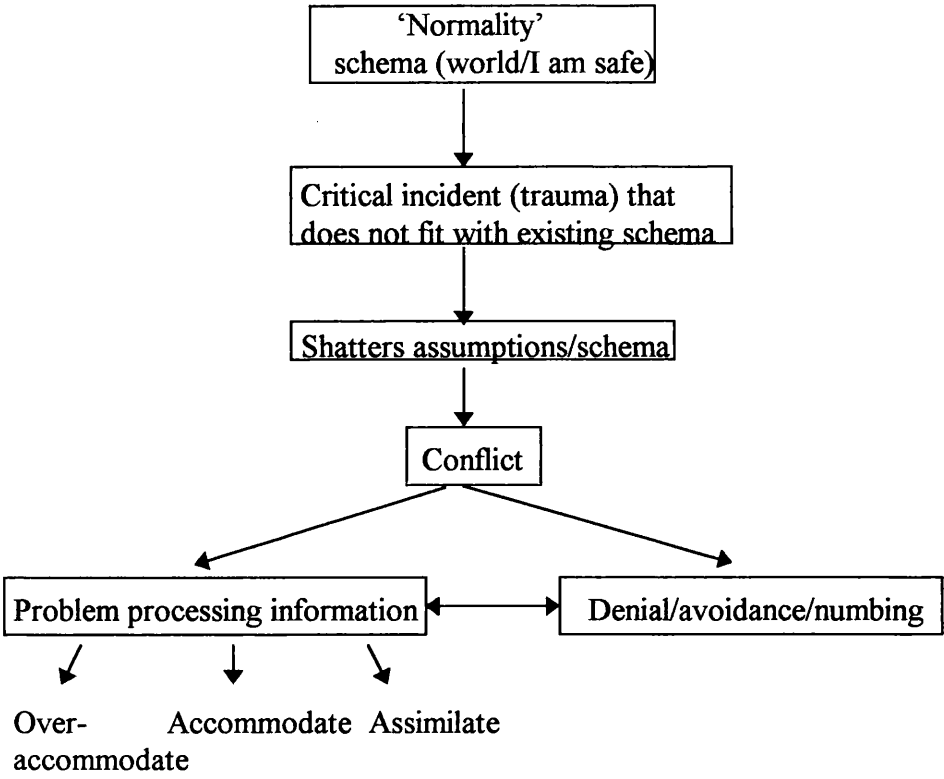 ‘Normality’
schema (world/I am safe)
Critical incident (trauma) that
does not fit with existing schema
Shatters assumptions/schema
Conflict
Problem processing information
Denial/avoidance/numbing
Over-
accommodate
Accommodate
Assimilate